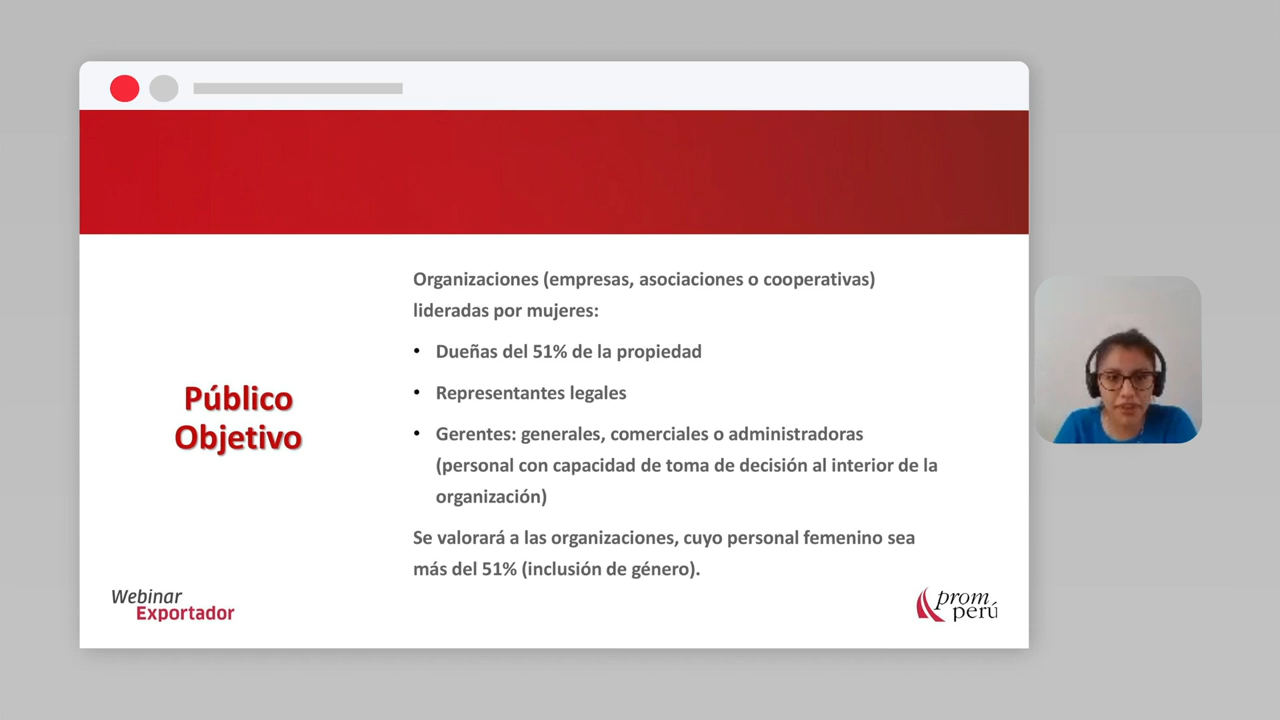 Organizaciones (empresas, asociaciones o cooperativas)
lideradas por mujeres:
• Dueñas del 51% de la propiedad
• Representantes legales
• Gerentes: generales, comerciales o administradoras
(personal con capacidad de toma de decisión al interior de la
organización)
Se valorará a las organizaciones, cuyo personal femenino sea
más del 51% (inclusión de género).
Público
Objetivo
Webinar
Exportador
prom
perú